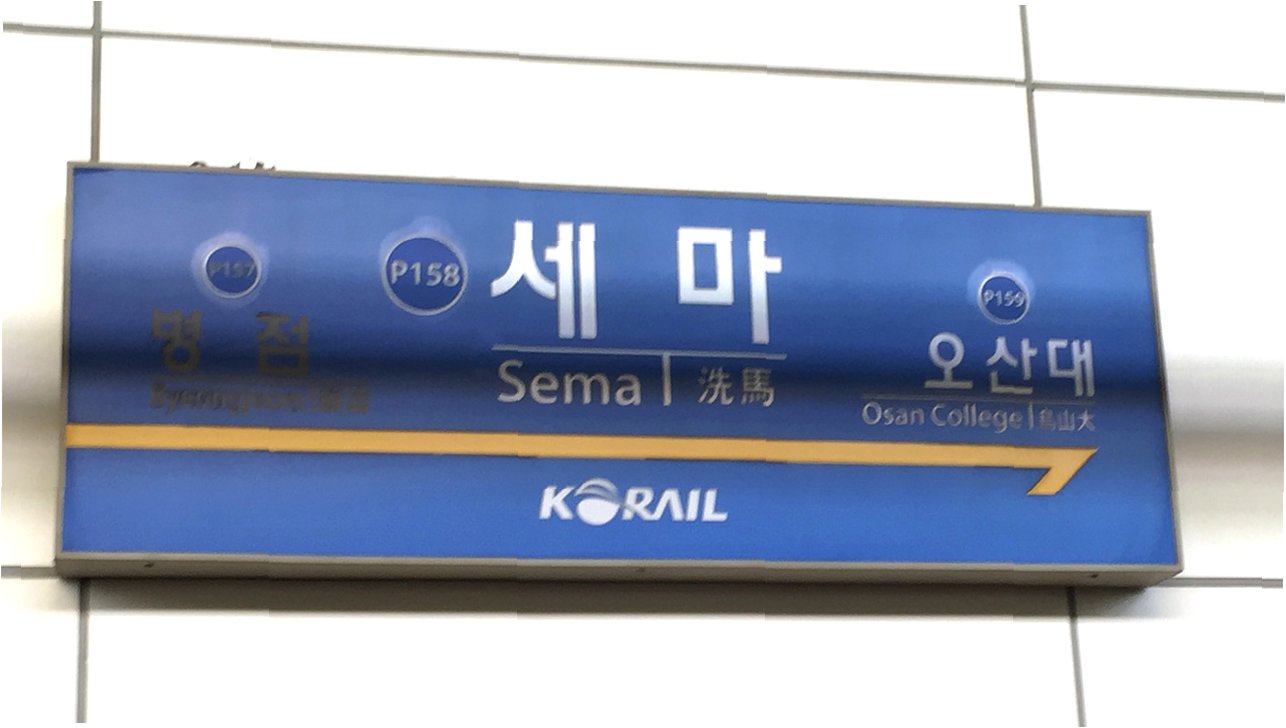 P157
병 점
P158
세 마
Sema | 洗馬
P159
오산대
Osan College | 烏山大
KORAIL